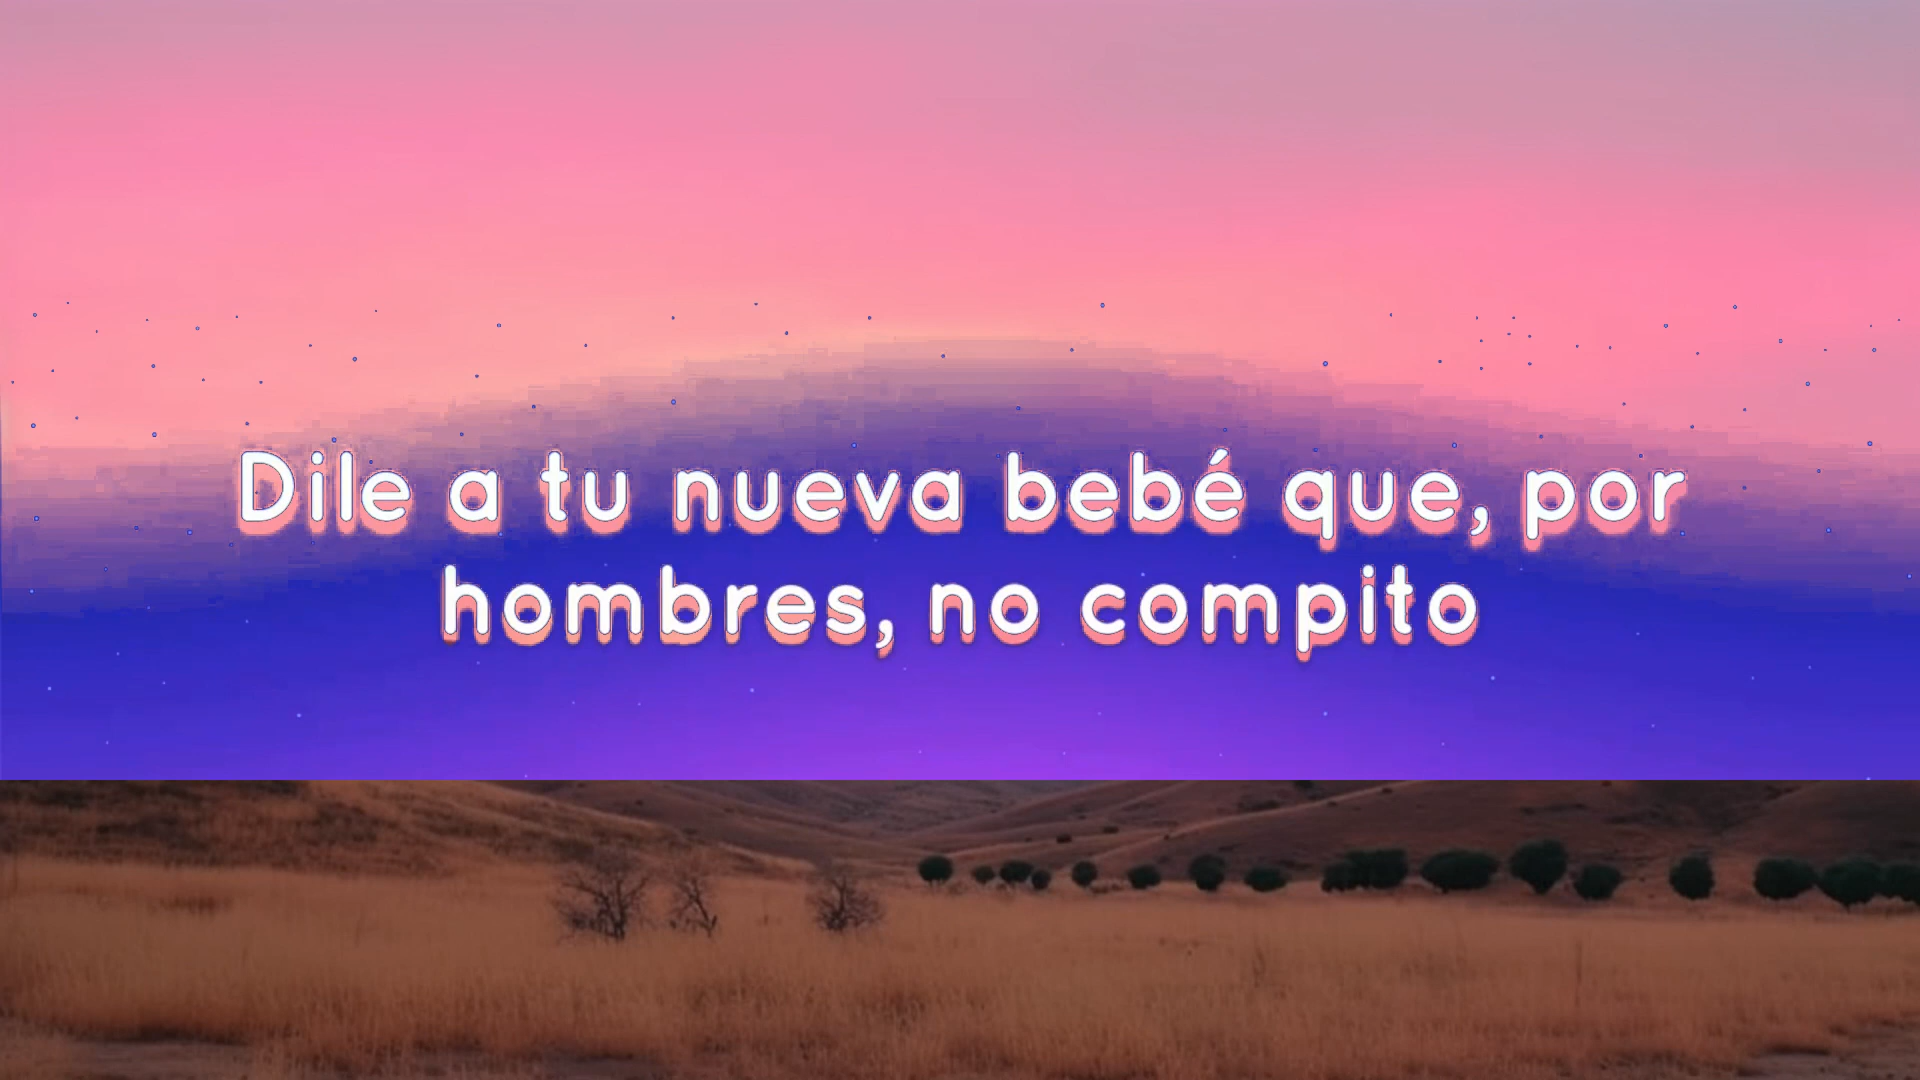 Dile a tu nueva bebé que, por
hombres, no compito